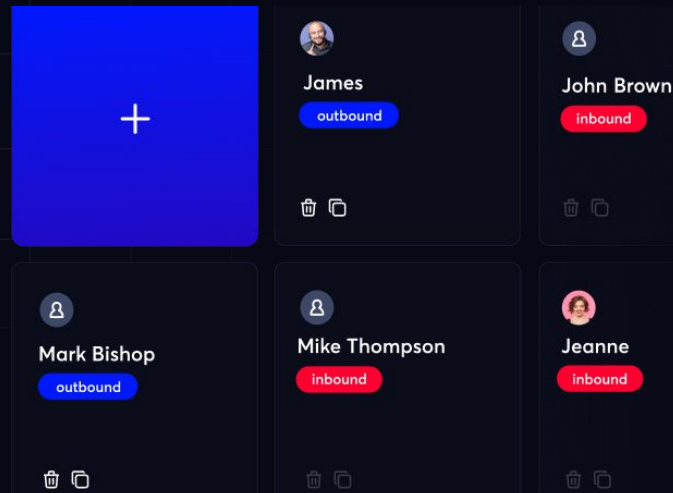 James
outbound
John Brown
inbound
Mark Bishop
outbound
Mike Thompson
inbound
Jeanne
inbound